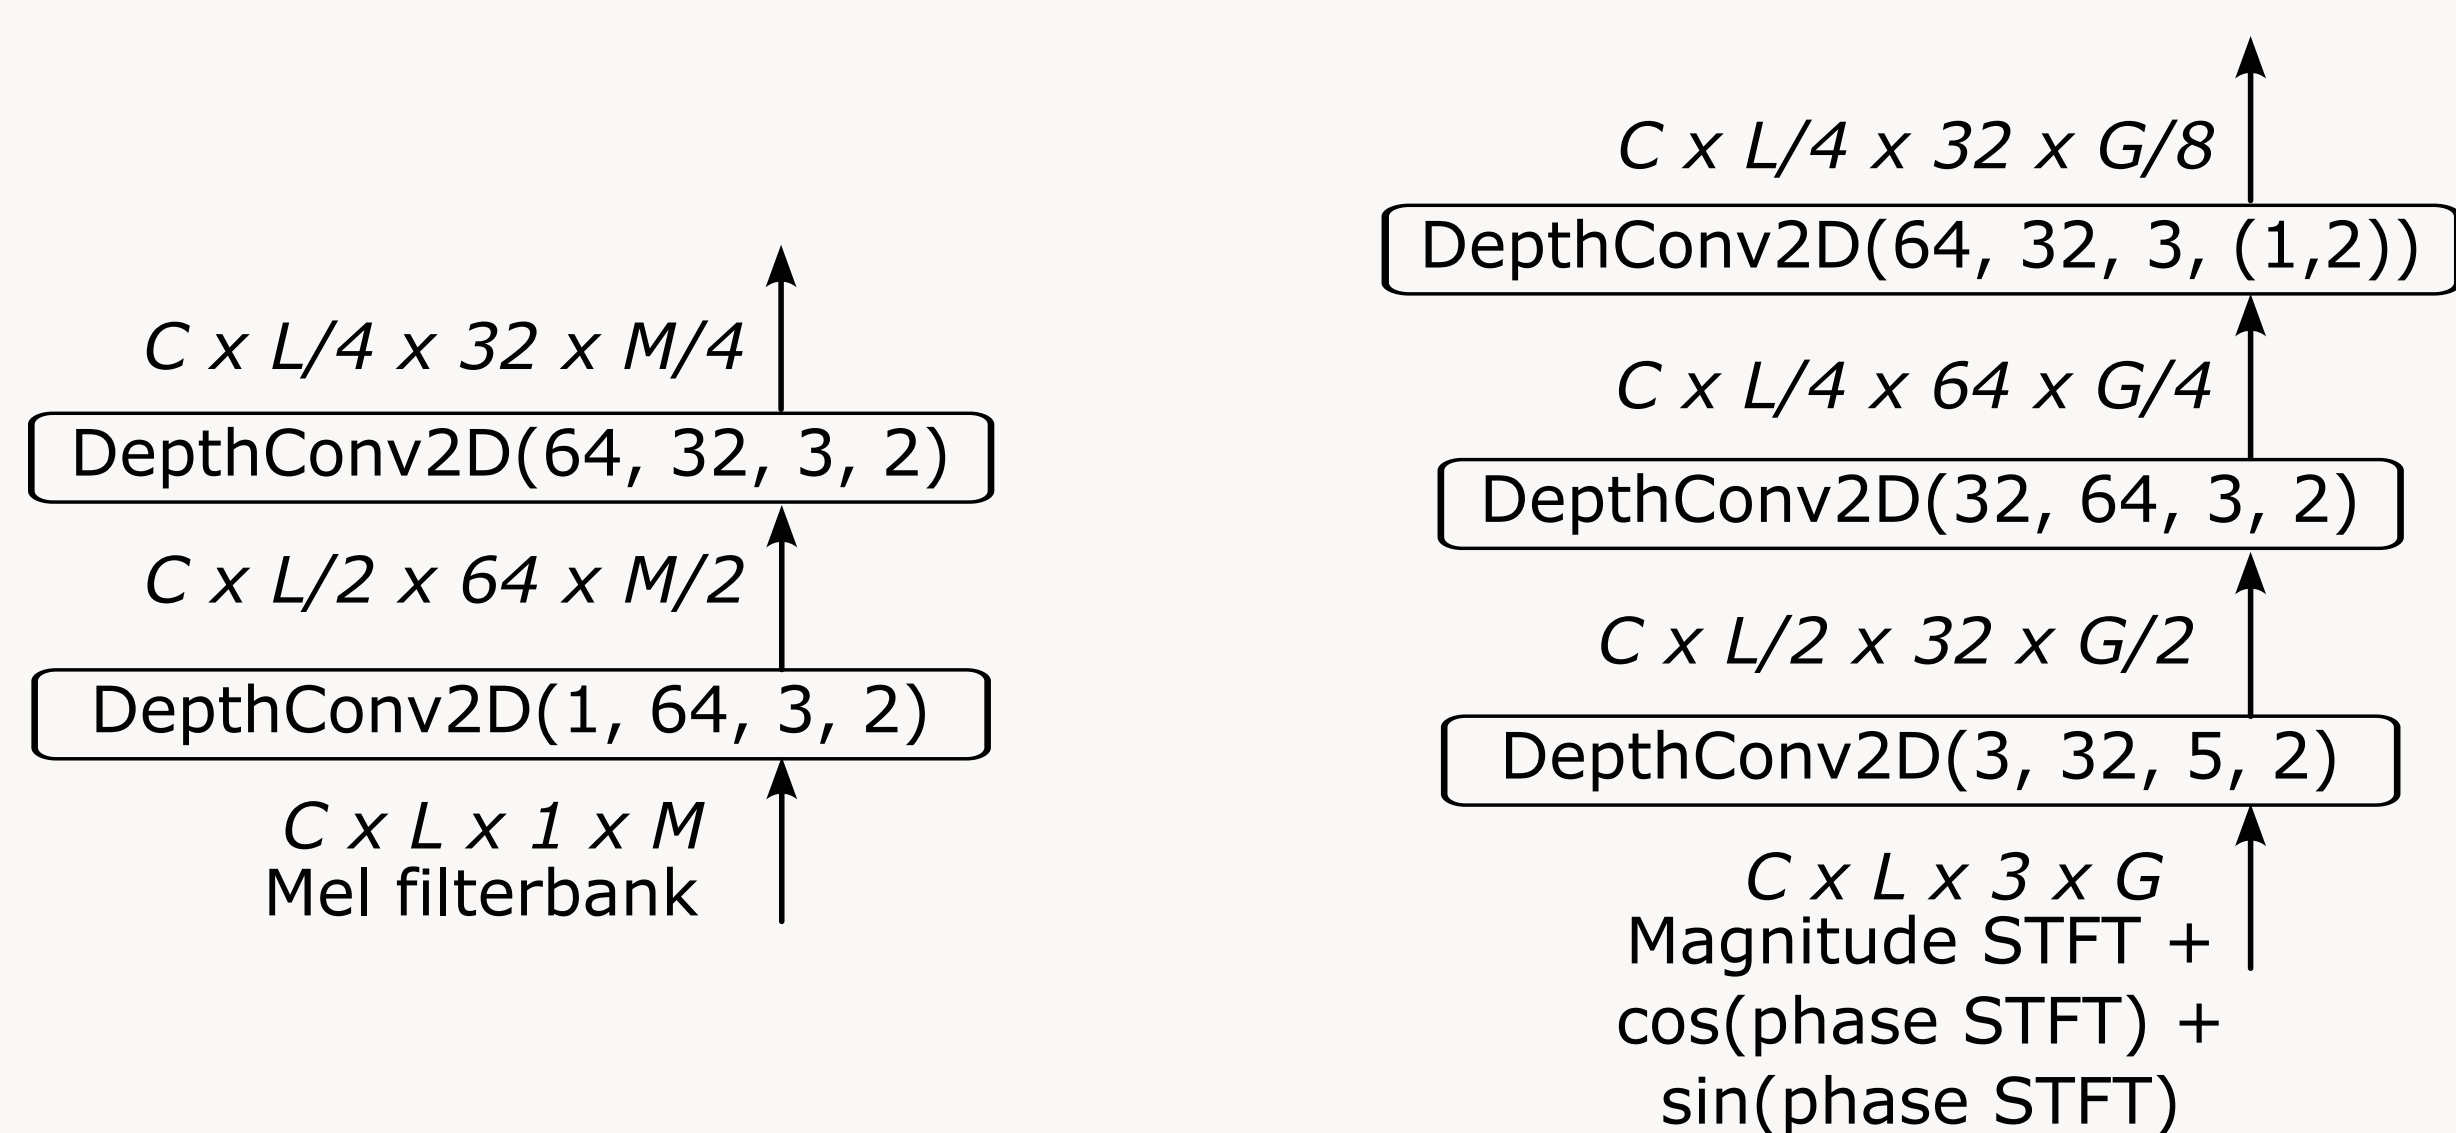 C x L/4 x 32 x M/4
DepthConv2D(64, 32, 3, 2)
C x L/2 x 64 x M/2
DepthConv2D(1, 64, 3, 2)
C x L x 1 x M
Mel filterbank
C x L/4 x 32 x G/8
DepthConv2D(64, 32, 3, (1,2))
C x L/4 x 64 x G/4
DepthConv2D(32, 64, 3, 2)
C x L/2 x 32 x G/2
DepthConv2D(3, 32, 5, 2)
C x L x 3 x G
Magnitude STFT +
cos(phase STFT) +
sin(phase STFT)